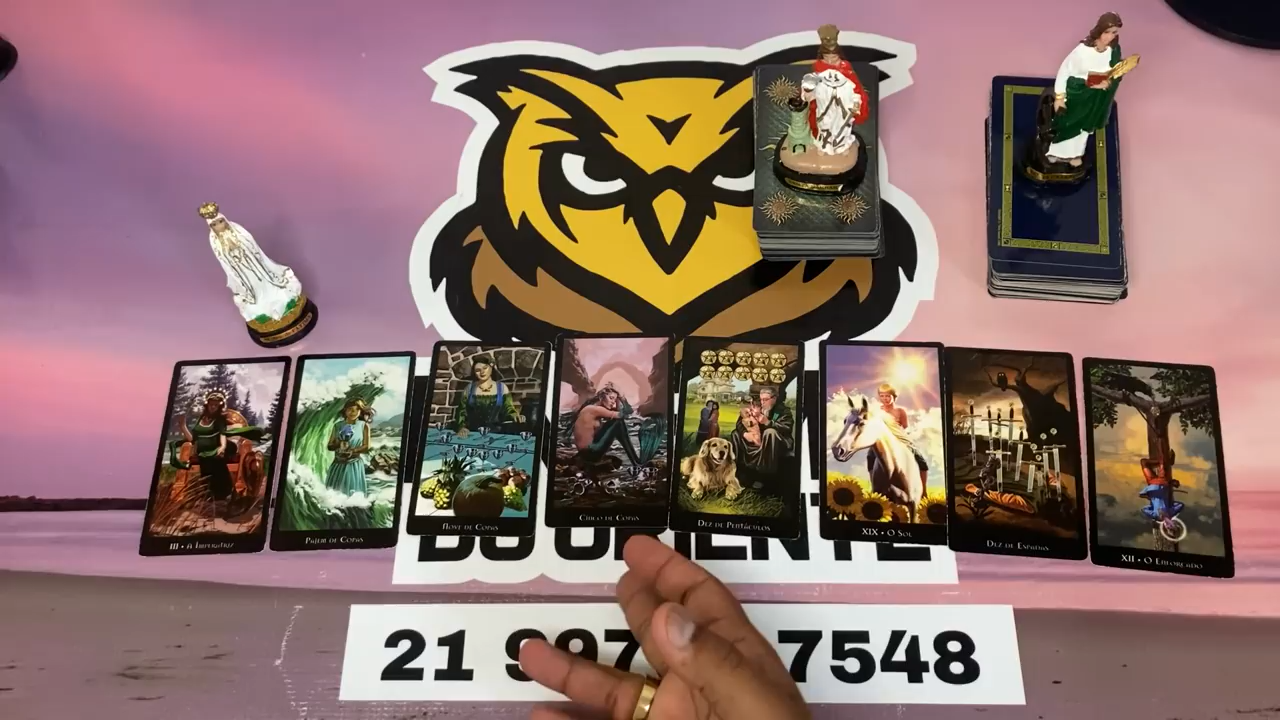 III • A Imperatriz
Pajem de Copas
Nove de Copas
Cinco de Copas
Dez de Pentáculos
XIX • O Sol
Dez de Espadas
XII • O Enforcado
DO ORIENTE
21 997 7548